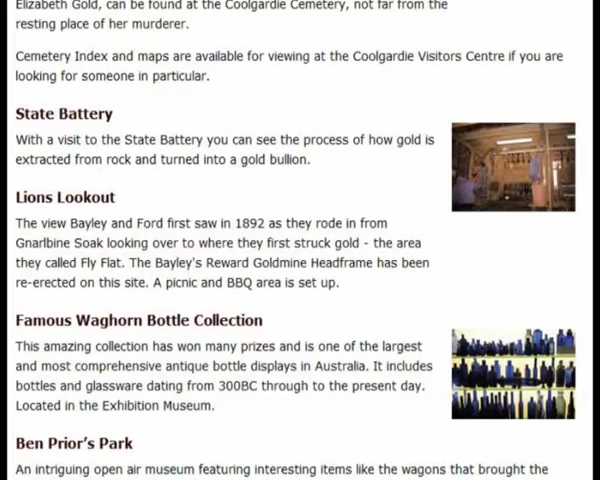 Elizabeth Gold, can be found at the Coolgardie Cemetery, not far from the
resting place of her murderer.
Cemetery Index and maps are available for viewing at the Coolgardie Visitors Centre if you are
looking for someone in particular.
State Battery
With a visit to the State Battery you can see the process of how gold is
extracted from rock and turned into a gold bullion.
Lions Lookout
The view Bayley and Ford first saw in 1892 as they rode in from
Gnarlbine Soak looking over to where they first struck gold - the area
they called Fly Flat. The Bayley's Reward Goldmine Headframe has been
re-erected on this site. A picnic and BBQ area is set up.
Famous Waghorn Bottle Collection
This amazing collection has won many prizes and is one of the largest
and most comprehensive antique bottle displays in Australia. It includes
bottles and glassware dating from 300BC through to the present day.
Located in the Exhibition Museum.
Ben Prior's Park
An intriguing open air museum featuring interesting items like the wagons that brought the